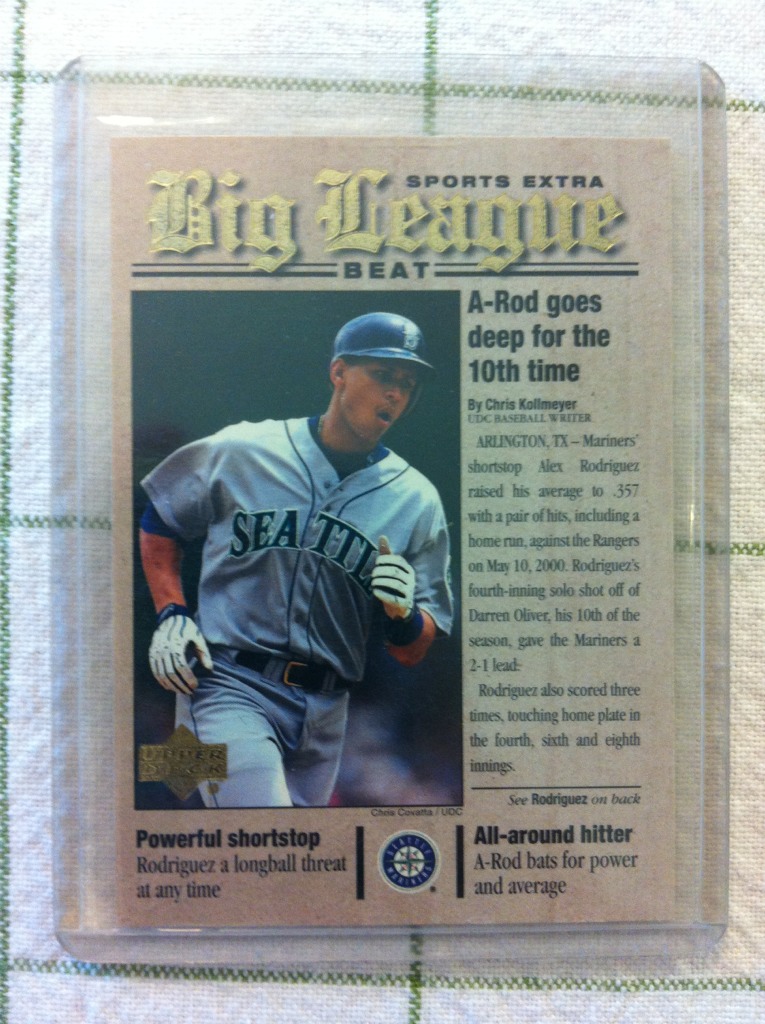 SPORTS EXTRA
Big League
BEAT
A-Rod goes
deep for the
10th time
By Chris Kollmeyer
UDC BASEBALL WRITER
ARLINGTON, TX – Mariners'
shortstop Alex Rodriguez
raised his average to .357
with a pair of hits, including a
home run, against the Rangers
on May 10, 2000. Rodriguez's
fourth-inning solo shot off of
Darren Oliver, his 10th of the
season, gave the Mariners a
2-1 lead.
Rodriguez also scored three
times, touching home plate in
the fourth, sixth and eighth
innings.
See Rodriguez on back
SEATTL
UPPER
DECK
Chris Covatta / UDC
Powerful shortstop
Rodriguez a longball threat
at any time
SEATTLE
MARINERS
All-around hitter
A-Rod bats for power
and average